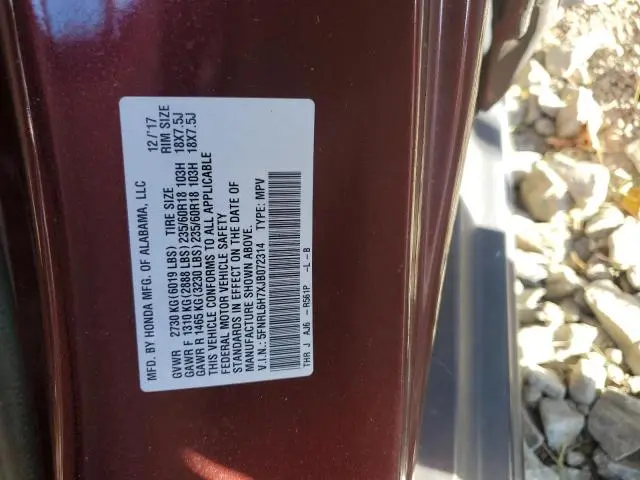 MFD. BY HONDA MFG. OF ALABAMA, LLC 12/'17
GVWR 2730 KG(6019 LBS) TIRE SIZE RIM SIZE
GAWR F 1310 KG(2888 LBS)235/60R18 103H 18X7.5J
GAWR R 1465 KG(3230 LBS)235/60R18 103H 18X7.5J
THIS VEHICLE CONFORMS TO ALL APPLICABLE
FEDERAL MOTOR VEHICLE SAFETY
STANDARDS IN EFFECT ON THE DATE OF
MANUFACTURE SHOWN ABOVE.
V.I.N.: 5FNRL6H7XJB072314 TYPE: MPV
THR J AJ6 -R561P -L-B